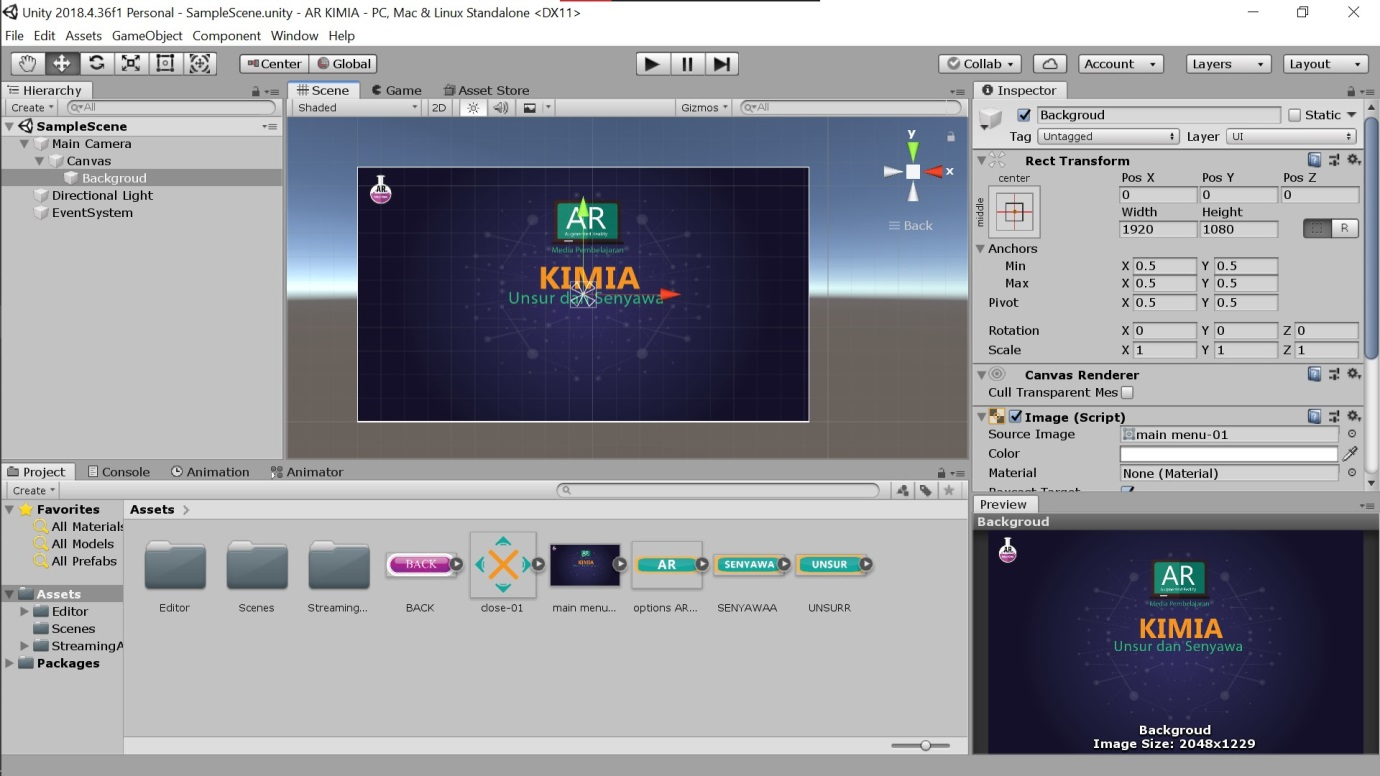 Unity 2018.4.36f1 Personal - SampleScene.unity - AR KIMIA - PC, Mac & Linux Standalone <DX11>
File Edit Assets GameObject Component Window Help
Center Global Collab Account Layers Layout
Hierarchy
Create All
SampleScene
Main Camera
Canvas
Backgroud
Directional Light
EventSystem
Scene Game Asset Store
Shaded 2D Gizmos All
y
x
Back
AR
AR
Augmented Reality
Media Pembelajaran
KIMIA
Unsur dan Senyawa
Inspector
Backgroud Static
Tag Untagged Layer UI
Rect Transform
center Pos X Pos Y Pos Z
middle 0 0 0
Width Height
1920 1080 R
Anchors
Min X 0.5 Y 0.5
Max X 0.5 Y 0.5
Pivot X 0.5 Y 0.5
Rotation X 0 Y 0 Z 0
Scale X 1 Y 1 Z 1
Canvas Renderer
Cull Transparent Mes
Image (Script)
Source Image main menu-01
Color
Material None (Material)
Raycast Target
Project Console Animation Animator
Create
Favorites
All Materials
All Models
All Prefabs
Assets
Editor
Scenes
StreamingA
Packages
Assets
BACK AR SENYAWA UNSUR
Editor Scenes Streaming... BACK close-01 main menu... options AR... SENYAWAA UNSURR
Preview
Backgroud
AR
AR
Media Pembelajaran
KIMIA
Unsur dan Senyawa
Backgroud
Image Size: 2048x1229